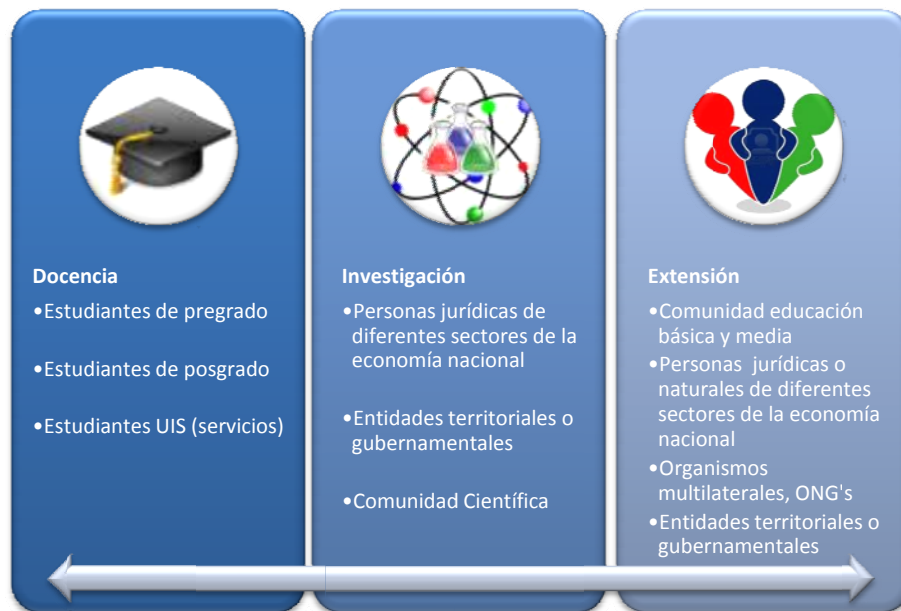 Docencia
•Estudiantes de pregrado
•Estudiantes de posgrado
•Estudiantes UIS (servicios)
Investigación
•Personas jurídicas de
diferentes sectores de la
economía nacional
•Entidades territoriales o
gubernamentales
•Comunidad Científica
Extensión
•Comunidad educación
básica y media
•Personas jurídicas o
naturales de diferentes
sectores de la economía
nacional
•Organismos
multilaterales, ONG's
•Entidades territoriales o
gubernamentales